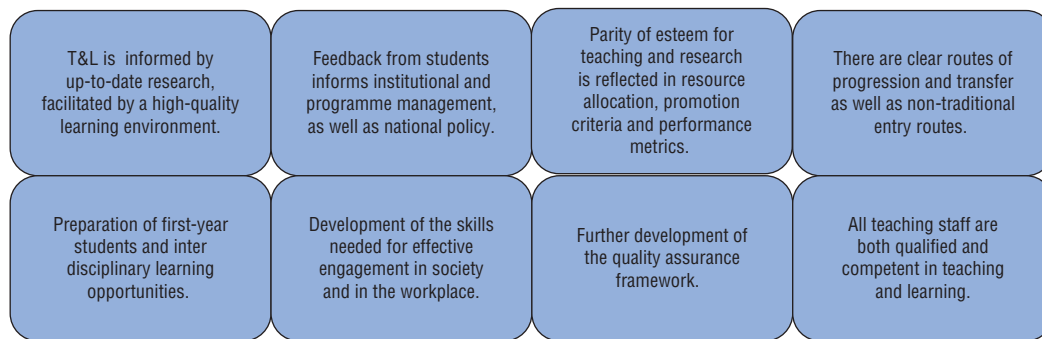 T&L is informed by
up-to-date research,
facilitated by a high-quality
learning environment.
Feedback from students
informs institutional and
programme management,
as well as national policy.
Parity of esteem for
teaching and research
is reflected in resource
allocation, promotion
criteria and performance
metrics.
There are clear routes of
progression and transfer
as well as non-traditional
entry routes.
Preparation of first-year
students and inter
disciplinary learning
opportunities.
Development of the skills
needed for effective
engagement in society
and in the workplace.
Further development of
the quality assurance
framework.
All teaching staff are
both qualified and
competent in teaching
and learning.